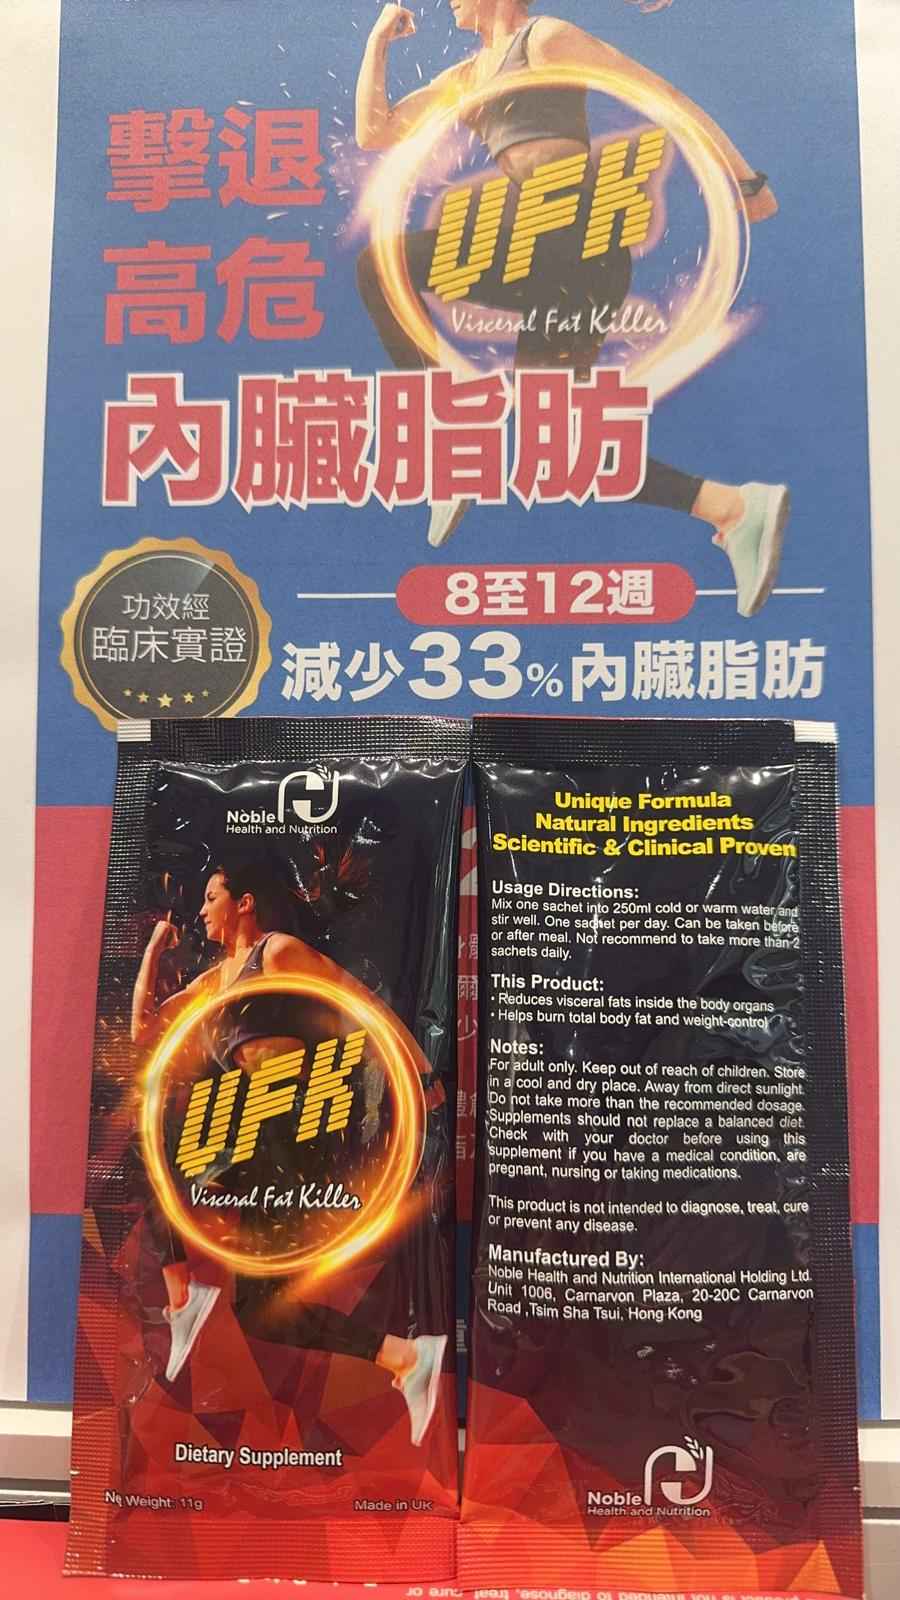 擊退
高危
內臟脂肪
VFK
Visceral Fat Killer
8至12週
減少33%內臟脂肪
功效經
臨床實證
Noble
Health and Nutrition
VFK
Visceral Fat Killer
Dietary Supplement
Net Weight: 11g
Made in UK
Unique Formula
Natural Ingredients
Scientific & Clinical Proven
Usage Directions:
Mix one sachet into 250ml cold or warm water and
stir well. One sachet per day. Can be taken before
or after meal. Not recommend to take more than 2
sachets daily.
This Product:
• Reduces visceral fats inside the body organs
• Helps burn total body fat and weight-control
Notes:
For adult only. Keep out of reach of children. Store
in a cool and dry place. Away from direct sunlight.
Do not take more than the recommended dosage.
Supplements should not replace a balanced diet.
Check with your doctor before using this
supplement if you have a medical condition, are
pregnant, nursing or taking medications.
This product is not intended to diagnose, treat, cure
or prevent any disease.
Manufactured By:
Noble Health and Nutrition International Holding Ltd.
Unit 1006, Carnarvon Plaza, 20-20C Carnarvon
Road ,Tsim Sha Tsui, Hong Kong
Noble
Health and Nutrition